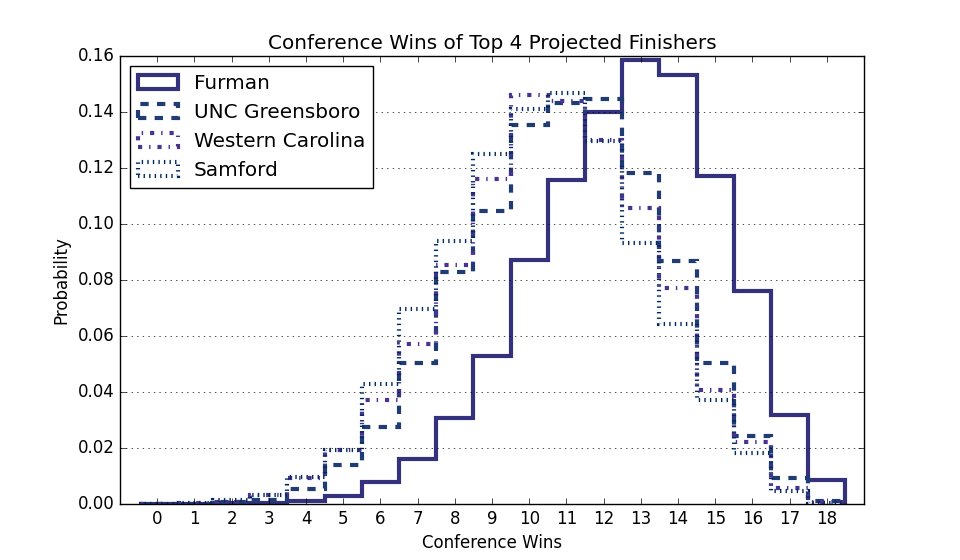 Conference Wins of Top 4 Projected Finishers
0.16
0.14
0.12
0.10
0.08
0.06
0.04
0.02
0.00
Probability
Furman
UNC Greensboro
Western Carolina
Samford
0 1 2 3 4 5 6 7 8 9 10 11 12 13 14 15 16 17 18
Conference Wins